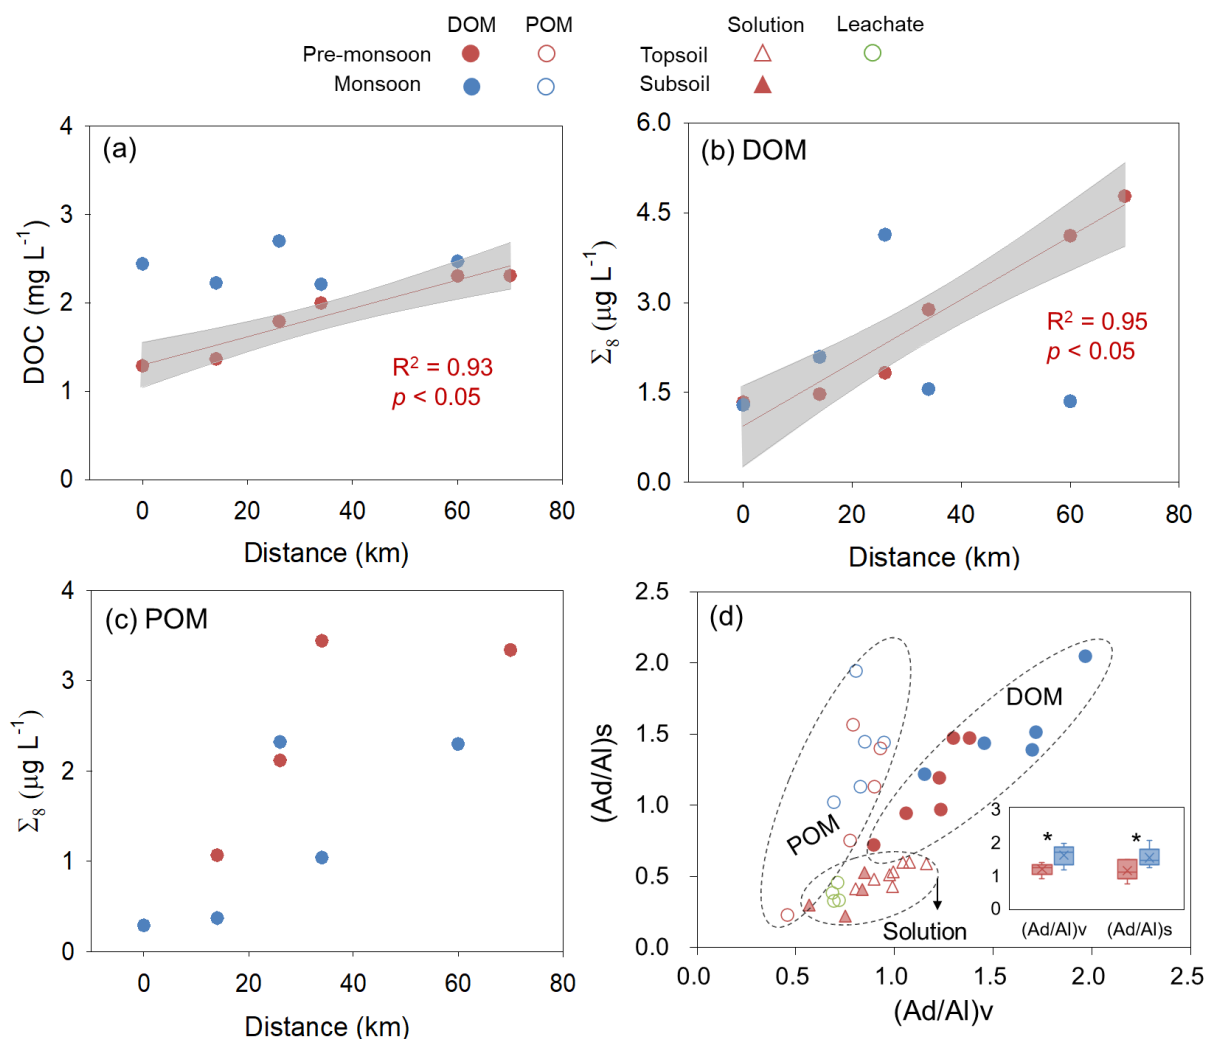 DOM POM
Pre-monsoon
Monsoon
Solution Leachate
Topsoil
Subsoil
(a)
4
3
2
1
0
DOC (mg L⁻¹)
R² = 0.93
p < 0.05
0 20 40 60 80
Distance (km)
(b) DOM
6.0
4.5
3.0
1.5
0.0
Σ₈ (μg L⁻¹)
R² = 0.95
p < 0.05
0 20 40 60 80
Distance (km)
(c) POM
4
3
2
1
0
Σ₈ (μg L⁻¹)
0 20 40 60 80
Distance (km)
(d)
2.5
2.0
1.5
1.0
0.5
0.0
(Ad/Al)s
DOM
POM
Solution
3
2
1
0
* *
(Ad/Al)v (Ad/Al)s
0.0 0.5 1.0 1.5 2.0 2.5
(Ad/Al)v